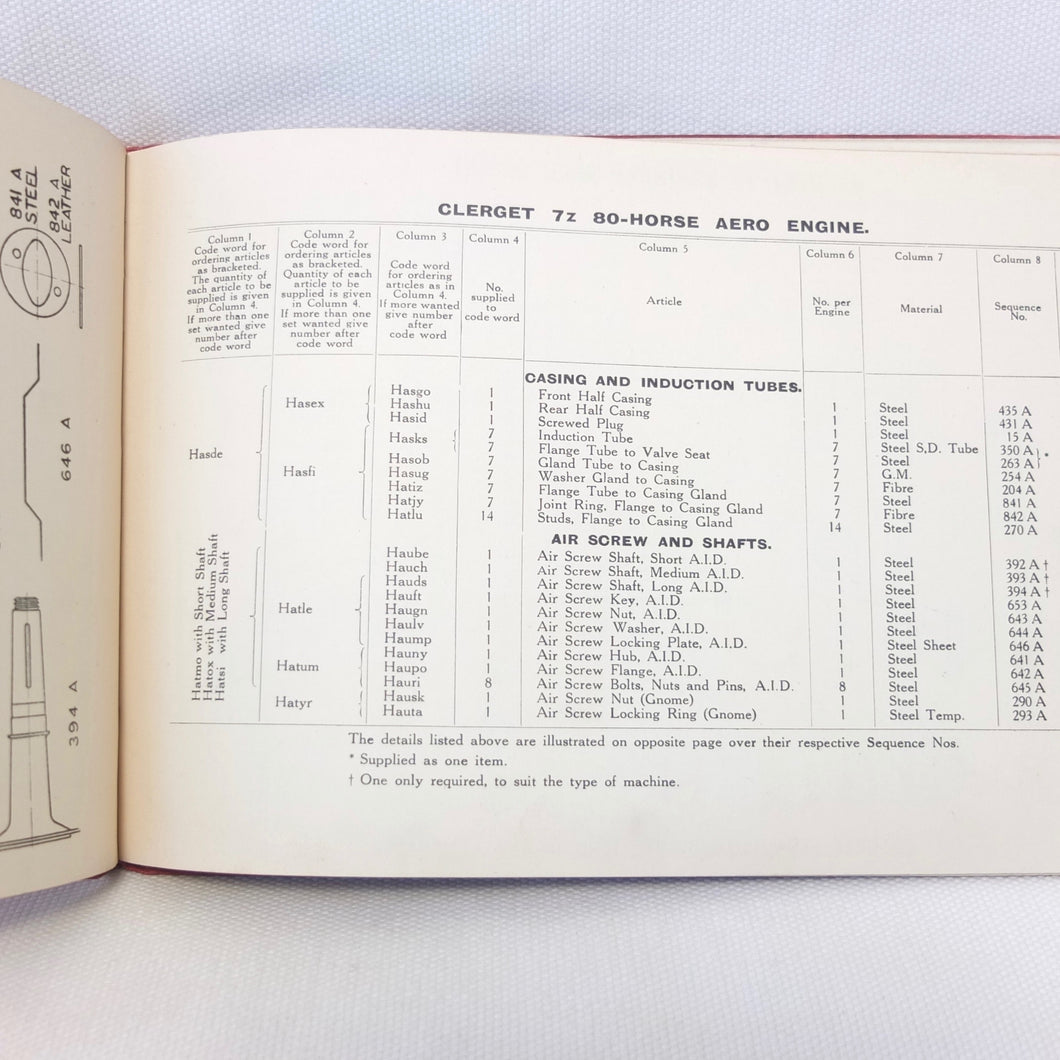 841 A
STEEL
842 A
LEATHER
646 A
394 A
CLERGET 7z 80-HORSE AERO ENGINE.
Column 1
Code word for
ordering articles
as bracketed.
The quantity of
each article to be
supplied is given
in Column 4.
If more than one
set wanted give
number after
code word
Column 2
Code word for
ordering articles
as bracketed.
Quantity of each
article to be
supplied is given
in Column 4.
If more than one
set wanted give
number after
code word
Column 3
Code word
for ordering
articles as in
Column 4.
If more wanted
give number
after
code word
Column 4
No.
supplied
to
code word
Column 5
Article
Column 6
No. per
Engine
Column 7
Material
Column 8
Sequence
No.
CASING AND INDUCTION TUBES.
Hasde
Hasex
Hasfi
Hasgo 1 Front Half Casing 1 Steel 435 A
Hashu 1 Rear Half Casing 1 Steel 431 A
Hasid 1 Screwed Plug 1 Steel 15 A
Hasks { 7 Induction Tube 7 Steel S.D. Tube 350 A } *
7 Flange Tube to Valve Seat 7 Steel 263 A
Hasob 7 Gland Tube to Casing 7 G.M. 254 A
Hasug 7 Washer Gland to Casing 7 Fibre 204 A
Hatiz 7 Flange Tube to Casing Gland 7 Steel 841 A
Hatjy 7 Joint Ring, Flange to Casing Gland 7 Fibre 842 A
Hatlu 14 Studs, Flange to Casing Gland 14 Steel 270 A
AIR SCREW AND SHAFTS.
Hatmo with Short Shaft
Hatox with Medium Shaft
Hatsi with Long Shaft
Hatle
Hatum
Hatyr
Haube 1 Air Screw Shaft, Short A.I.D. 1 Steel 392 A †
Hauch 1 Air Screw Shaft, Medium A.I.D. 1 Steel 393 A †
Hauds 1 Air Screw Shaft, Long A.I.D. 1 Steel 394 A †
Hauft 1 Air Screw Key, A.I.D. 1 Steel 653 A
Haugn 1 Air Screw Nut, A.I.D. 1 Steel 643 A
Haulv 1 Air Screw Washer, A.I.D. 1 Steel 644 A
Haump 1 Air Screw Locking Plate, A.I.D. 1 Steel Sheet 646 A
Hauny 1 Air Screw Hub, A.I.D. 1 Steel 641 A
Haupo 1 Air Screw Flange, A.I.D. 1 Steel 642 A
Hauri 8 Air Screw Bolts, Nuts and Pins, A.I.D. 8 Steel 645 A
Hausk 1 Air Screw Nut (Gnome) 1 Steel 290 A
Hauta 1 Air Screw Locking Ring (Gnome) 1 Steel Temp. 293 A
The details listed above are illustrated on opposite page over their respective Sequence Nos.
* Supplied as one item.
† One only required, to suit the type of machine.